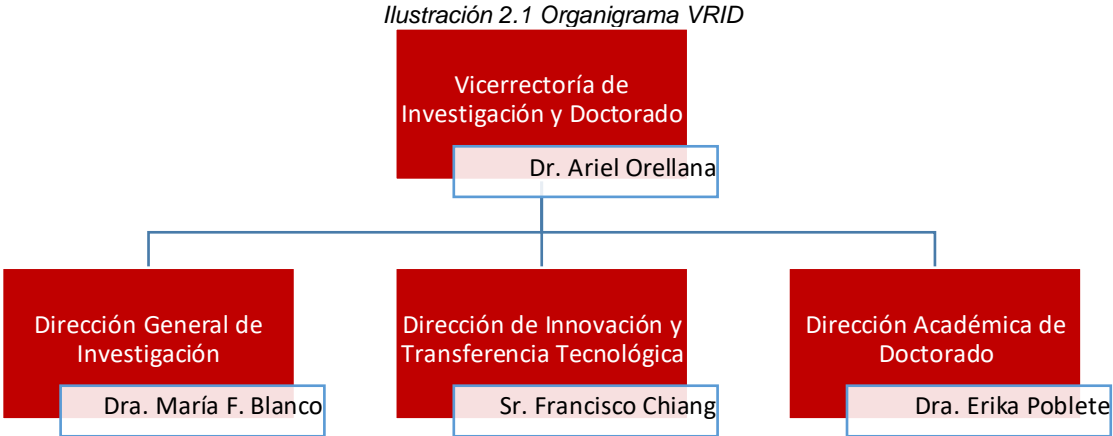 Ilustración 2.1 Organigrama VRID
Vicerrectoría de
Investigación y Doctorado
Dr. Ariel Orellana
Dirección General de
Investigación
Dra. María F. Blanco
Dirección de Innovación y
Transferencia Tecnológica
Sr. Francisco Chiang
Dirección Académica de
Doctorado
Dra. Erika Poblete